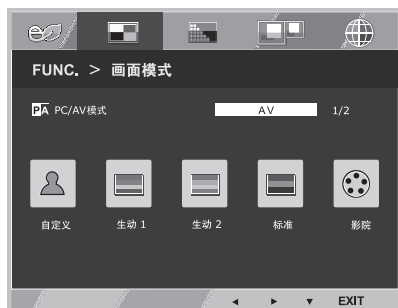 FUNC. > 画面模式
PA PC/AV模式 AV 1/2
自定义 生动 1 生动 2 标准 影院
EXIT